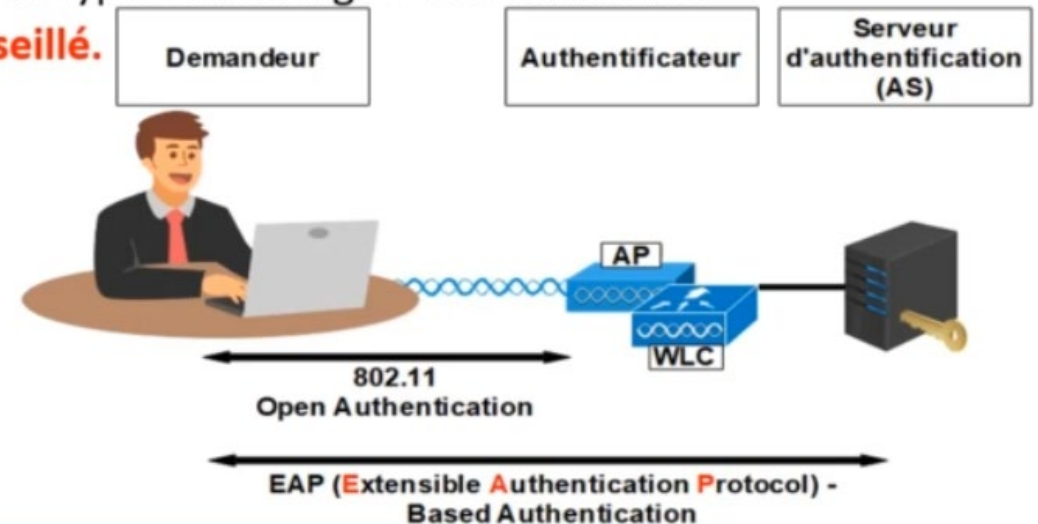 seillé.
Demandeur
Authentificateur
Serveur
d'authentification
(AS)
AP
WLC
802.11
Open Authentication
EAP (Extensible Authentication Protocol) -
Based Authentication